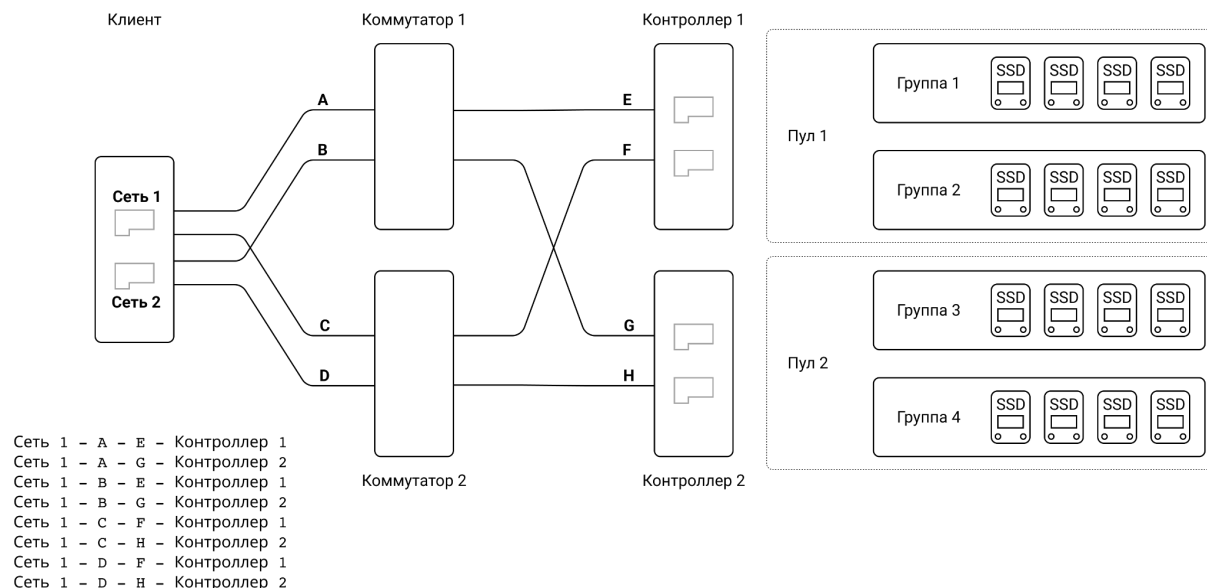 Клиент
Коммутатор 1
Контроллер 1
A
B
E
F
Сеть 1
Сеть 2
C
D
G
H
Коммутатор 2
Контроллер 2
Пул 1
Группа 1
SSD SSD SSD SSD
Группа 2
SSD SSD SSD SSD
Пул 2
Группа 3
SSD SSD SSD SSD
Группа 4
SSD SSD SSD SSD
Сеть 1 – A – E – Контроллер 1
Сеть 1 – A – G – Контроллер 2
Сеть 1 – B – E – Контроллер 1
Сеть 1 – B – G – Контроллер 2
Сеть 1 – C – F – Контроллер 1
Сеть 1 – C – H – Контроллер 2
Сеть 1 – D – F – Контроллер 1
Сеть 1 – D – H – Контроллер 2